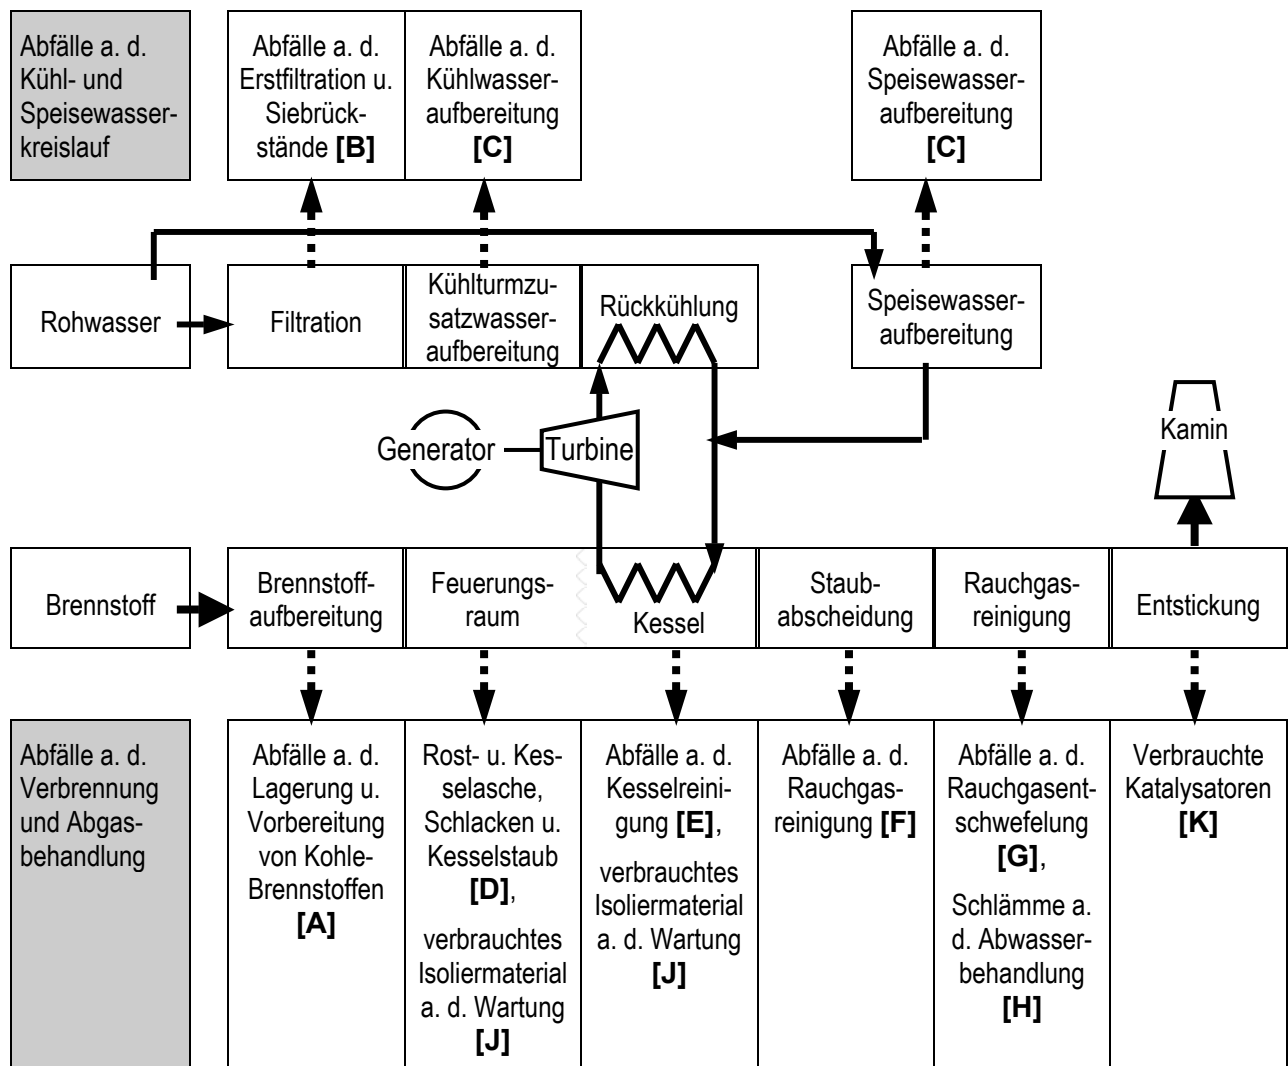 Abfälle a. d.
Kühl- und
Speisewasser-
kreislauf
Abfälle a. d.
Erstfiltration u.
Siebrück-
stände [B]
Abfälle a. d.
Kühlwasser-
aufbereitung
[C]
Abfälle a. d.
Speisewasser-
aufbereitung
[C]
Rohwasser
Filtration
Kühlturmzu-
satzwasser-
aufbereitung
Rückkühlung
Speisewasser-
aufbereitung
Generator
Turbine
Kamin
Brennstoff
Brennstoff-
aufbereitung
Feuerungs-
raum
Kessel
Staub-
abscheidung
Rauchgas-
reinigung
Entstickung
Abfälle a. d.
Verbrennung
und Abgas-
behandlung
Abfälle a. d.
Lagerung u.
Vorbereitung
von Kohle-
Brennstoffen
[A]
Rost- u. Kes-
selasche,
Schlacken u.
Kesselstaub
[D],
verbrauchtes
Isoliermaterial
a. d. Wartung
[J]
Abfälle a. d.
Kesselreini-
gung [E],
verbrauchtes
Isoliermaterial
a. d. Wartung
[J]
Abfälle a. d.
Rauchgas-
reinigung [F]
Abfälle a. d.
Rauchgasent-
schwefelung
[G],
Schlämme a.
d. Abwasser-
behandlung
[H]
Verbrauchte
Katalysatoren
[K]